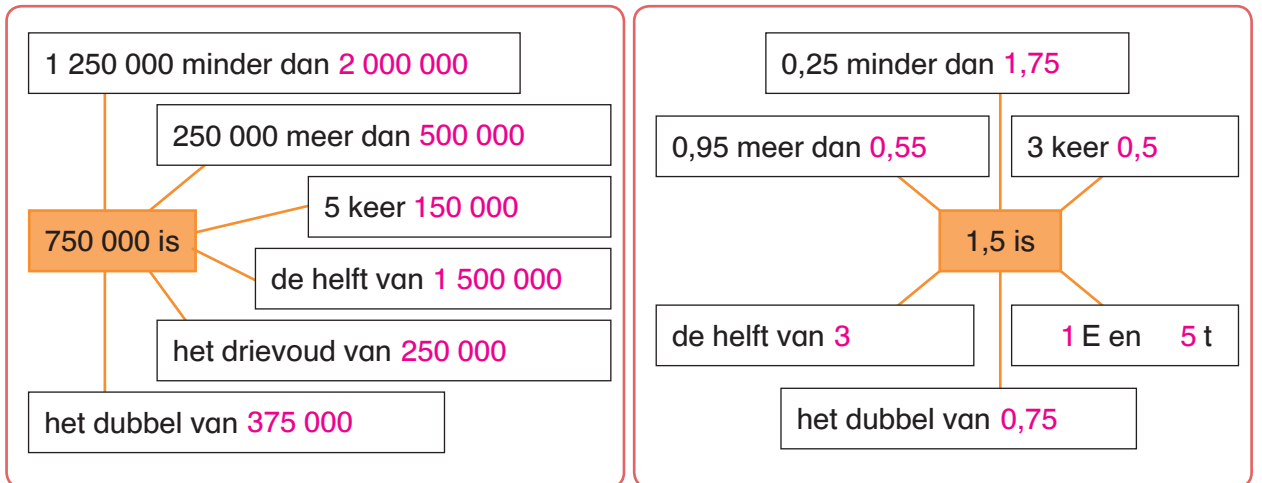 1 250 000 minder dan 2 000 000
250 000 meer dan 500 000
5 keer 150 000
750 000 is
de helft van 1 500 000
het drievoud van 250 000
het dubbel van 375 000
0,25 minder dan 1,75
0,95 meer dan 0,55
3 keer 0,5
1,5 is
de helft van 3
1 E en 5 t
het dubbel van 0,75